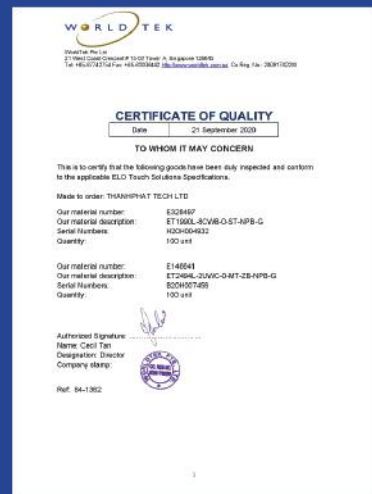 WORLD TEK
WorldTek Pte Ltd
CERTIFICATE OF QUALITY
Date 21 September 2020
TO WHOM IT MAY CONCERN
This is to certify that the following goods have been duly inspected and conform
to the applicable ELO Touch Solutions Specifications.
Made to order: THANHPHAT TECH LTD
Our material number: E328497
Our material description: ET1990L-8CWB-0-ST-NPB-G
Serial Numbers: H20H004932
Quantity: 100 unit
Our material number:
Our material description: ET2494L-2UWC-0-MT-ZB-NPB-G
Serial Numbers: B20H007458
Quantity: 100 unit
Authorized Signature:
Name: Cecil Tan
Designation: Director
Company stamp:
Ref: 84-1362